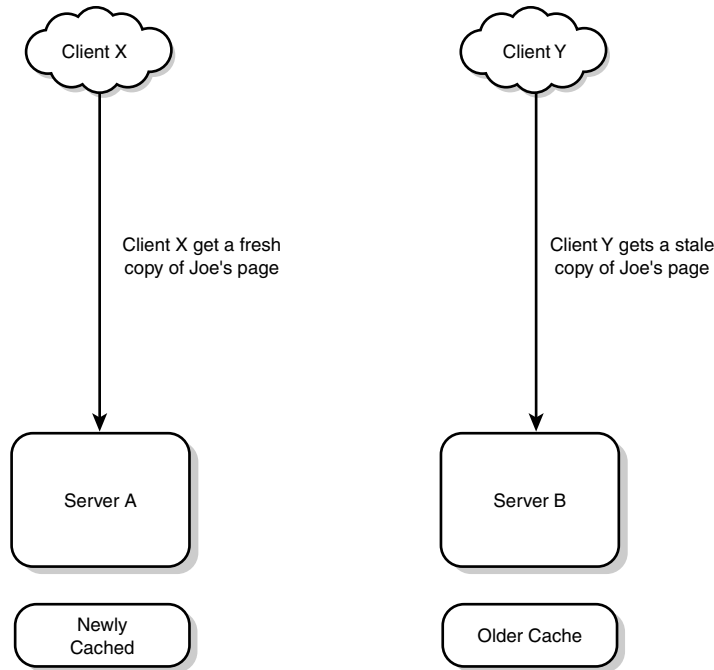 Client X
Client Y
Client X get a fresh
copy of Joe's page
Client Y gets a stale
copy of Joe's page
Server A
Server B
Newly
Cached
Older Cache